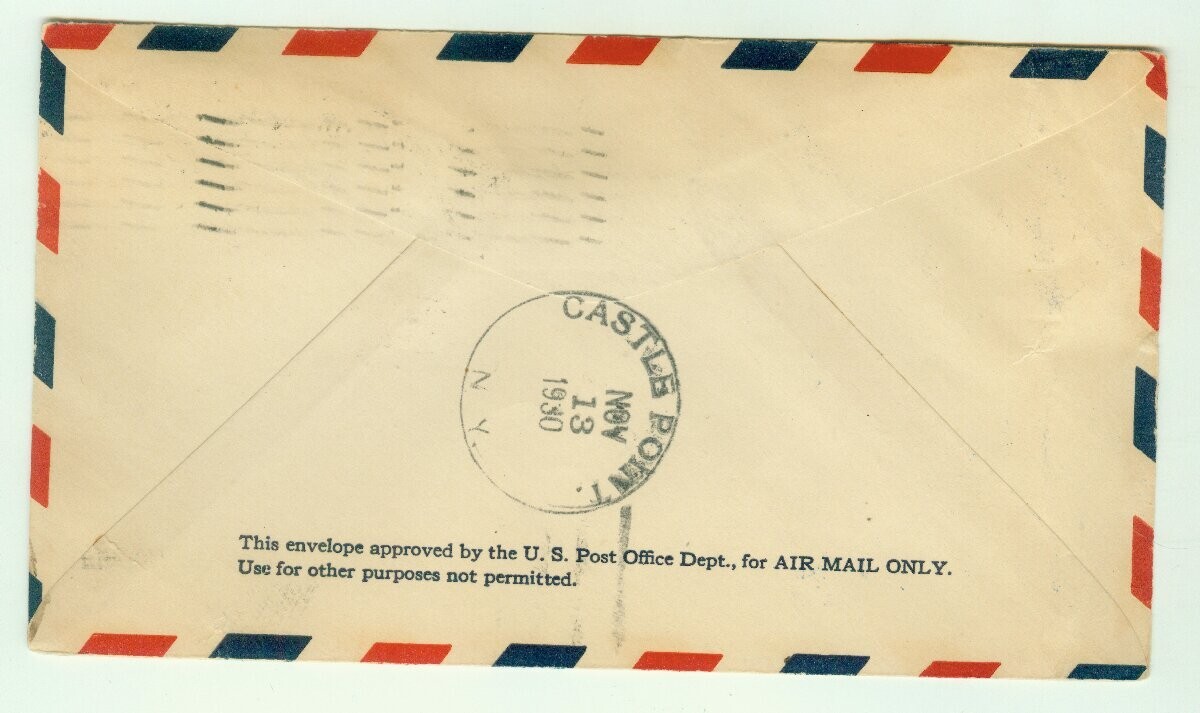 CASTLE POINT.
NOV
13
1930
N. Y.
This envelope approved by the U. S. Post Office Dept., for AIR MAIL ONLY.
Use for other purposes not permitted.